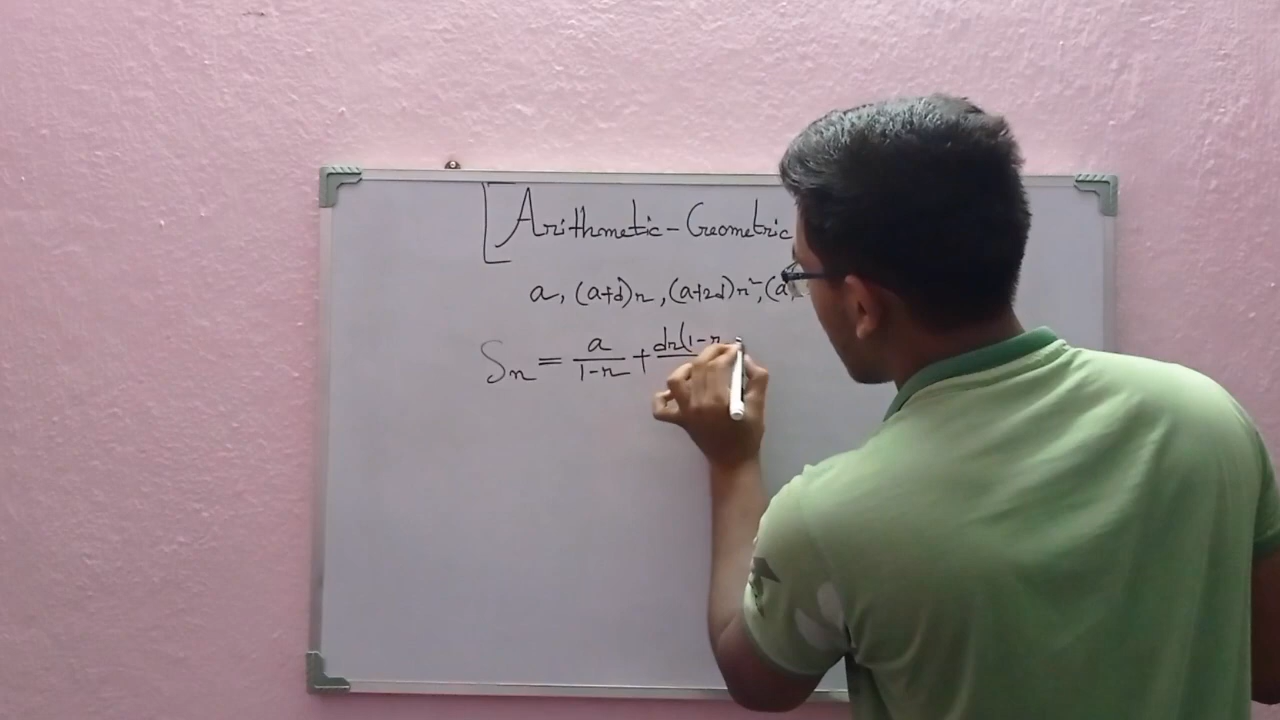 [Arithmetic-Geometric
a, (a+d)r, (a+2d)r², (a
Sn = a/(1-r) + dr(1-r